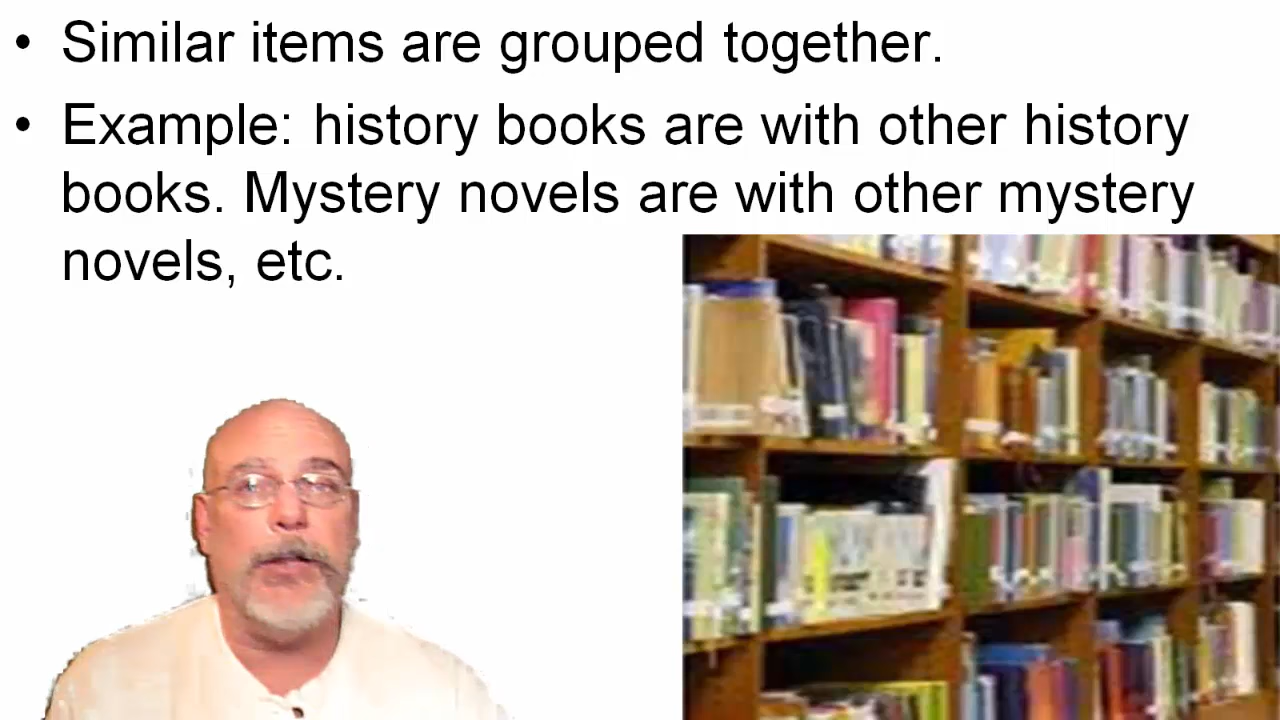 • Similar items are grouped together.
• Example: history books are with other history
books. Mystery novels are with other mystery
novels, etc.